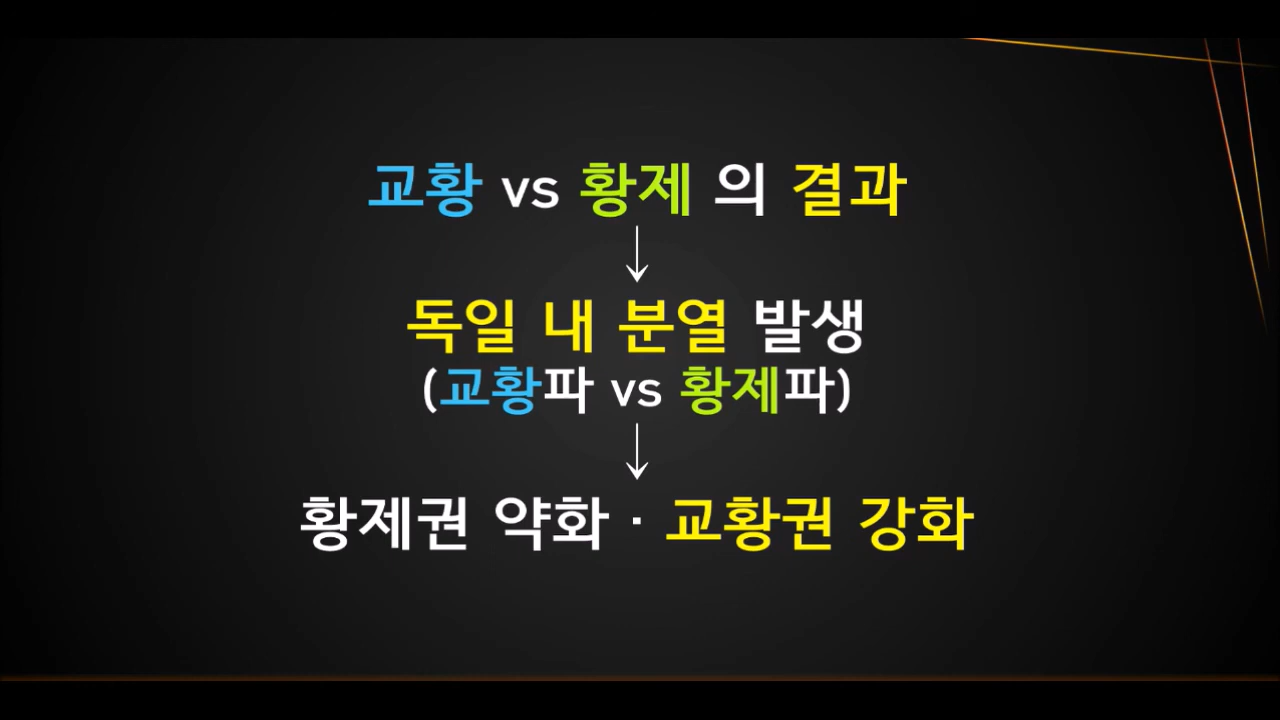 교황 vs 황제 의 결과
↓
독일 내 분열 발생
(교황파 vs 황제파)
↓
황제권 약화 · 교황권 강화